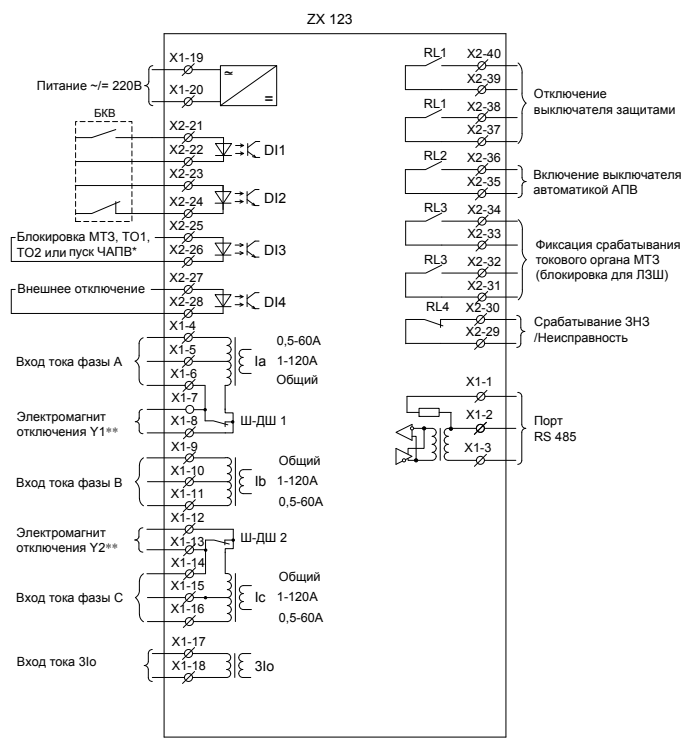 ZX 123
X1-19
Питание ~/= 220В
X1-20
БКВ
X2-21
X2-22
DI1
X2-23
X2-24
DI2
X2-25
Блокировка МТЗ, ТО1,
ТО2 или пуск ЧАПВ*
X2-26
DI3
X2-27
Внешнее отключение
X2-28
DI4
X1-4
0,5-60А
X1-5
Вход тока фазы А
Ia
1-120А
X1-6
Общий
X1-7
Электромагнит
отключения Y1**
X1-8
Ш-ДШ 1
X1-9
Общий
X1-10
Вход тока фазы В
Ib
1-120А
X1-11
0,5-60А
X1-12
Электромагнит
отключения Y2**
X1-13
Ш-ДШ 2
X1-14
Общий
X1-15
Вход тока фазы С
Ic
1-120А
X1-16
0,5-60А
X1-17
Вход тока 3Iо
X1-18
3Iо
RL1
X2-40
X2-39
Отключение
выключателя защитами
RL1
X2-38
X2-37
RL2
X2-36
X2-35
Включение выключателя
автоматикой АПВ
RL3
X2-34
X2-33
Фиксация срабатывания
токового органа МТЗ
(блокировка для ЛЗШ)
RL3
X2-32
X2-31
RL4
X2-30
X2-29
Срабатывание ЗНЗ
/Неисправность
X1-1
X1-2
X1-3
Порт
RS 485